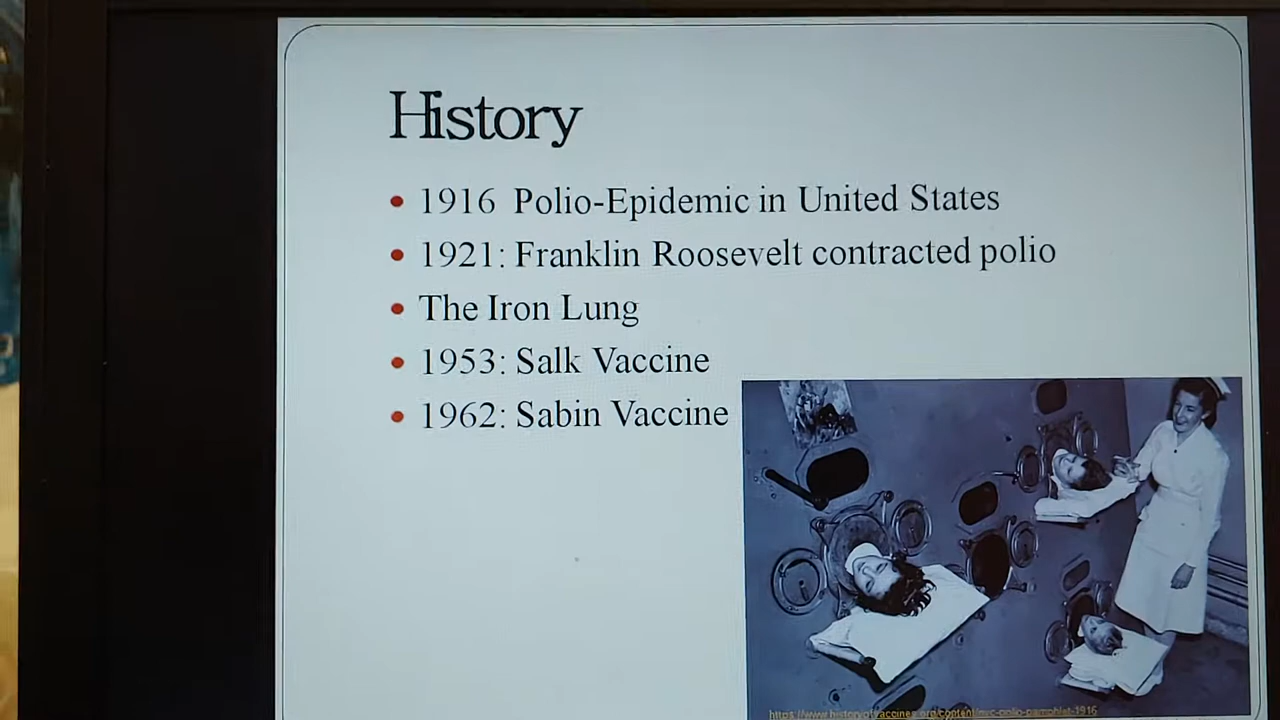 History
1916 Polio-Epidemic in United States
1921: Franklin Roosevelt contracted polio
The Iron Lung
1953: Salk Vaccine
1962: Sabin Vaccine